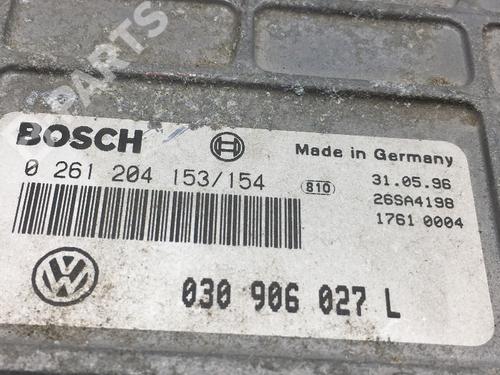 PARTS
BOSCH
Made in Germany
0 261 204 153/154
810
31.05.96
26SA4198
1761 0004
VW
030 906 027 L